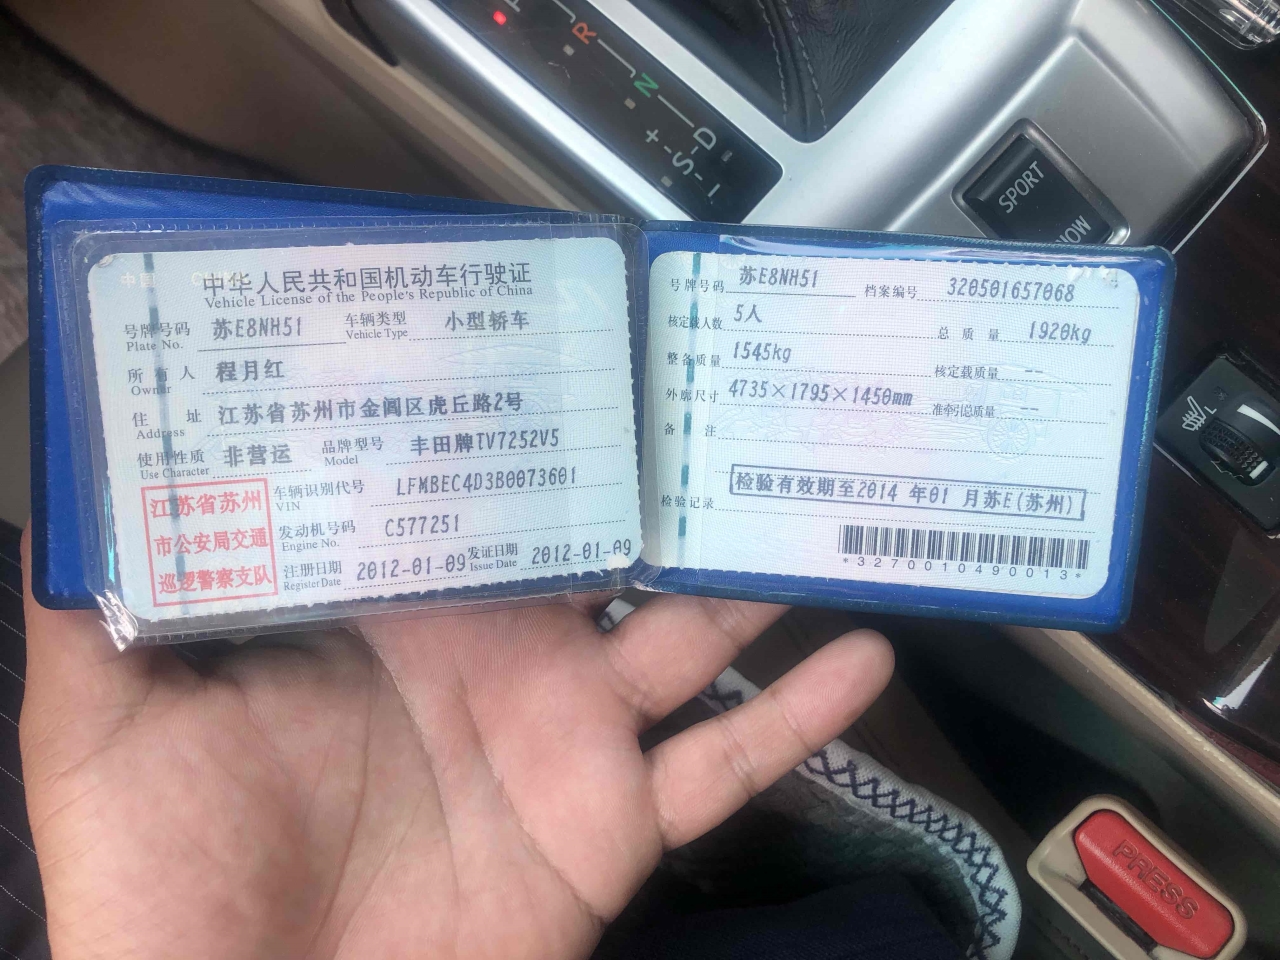 中华人民共和国机动车行驶证
Vehicle License of the People's Republic of China
号牌号码 苏E8NH51 车辆类型 小型轿车
Plate No. Vehicle Type
所有人 程月红
Owner
住址 江苏省苏州市金阊区虎丘路2号
Address
使用性质 非营运 品牌型号 丰田牌TV7252V5
Use Character Model
江苏省苏州
市公安局交通
巡逻警察支队
车辆识别代号 LFMBEC4D3B0073601
VIN
发动机号码 C577251
Engine No.
注册日期 2012-01-09 发证日期 2012-01-09
Register Date Issue Date
号牌号码 苏E8NH51 档案编号 320501657068
核定载人数 5人 总质量 1920kg
整备质量 1545kg 核定载质量 --
外廓尺寸 4735×1795×1450mm 准牵引总质量 --
备注
检验记录 检验有效期至2014 年01 月苏E(苏州)
*3270010490013*
R
N
+
S-D
−
SPORT
L
PRESS